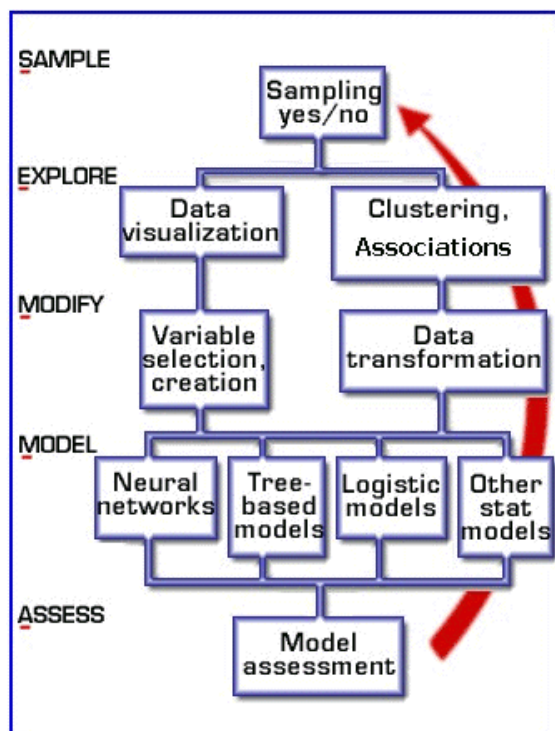 SAMPLE
Sampling
yes/no
EXPLORE
Data
visualization
Clustering,
Associations
MODIFY
Variable
selection,
creation
Data
transformation
MODEL
Neural
networks
Tree-
based
models
Logistic
models
Other
stat
models
ASSESS
Model
assessment